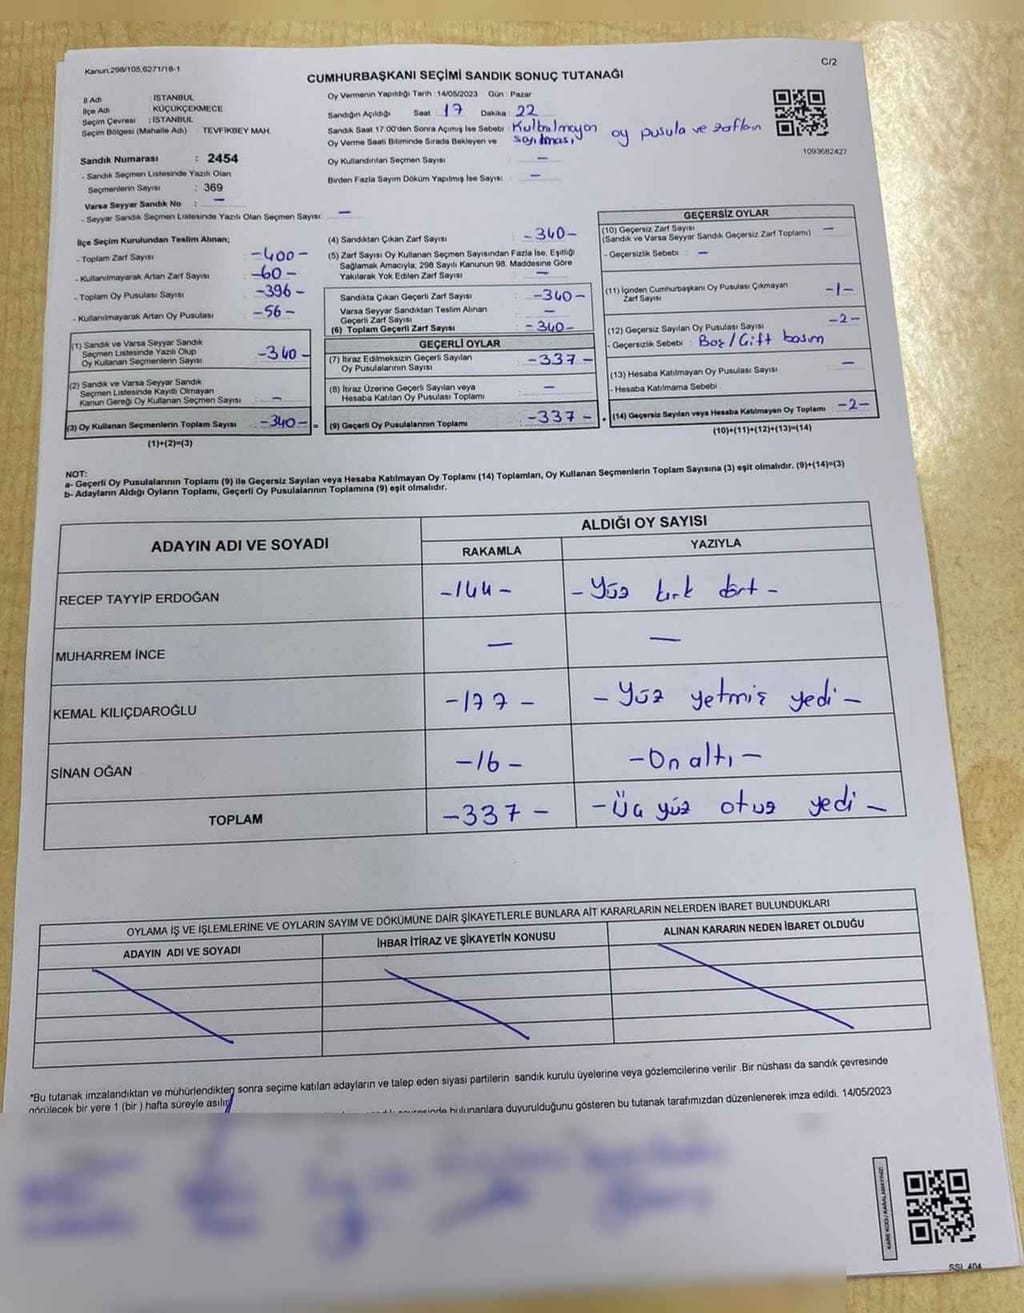 Kanun:298/105,6271/18-1
C/2
CUMHURBAŞKANI SEÇİMİ SANDIK SONUÇ TUTANAĞI
İl Adı : İSTANBUL
İlçe Adı : KÜÇÜKÇEKMECE
Seçim Çevresi : İSTANBUL
Seçim Bölgesi (Mahalle Adı) : TEVFİKBEY MAH.
Sandık Numarası : 2454
- Sandık Seçmen Listesinde Yazılı Olan
Seçmenlerin Sayısı : 369
Varsa Seyyar Sandık No : —
- Seyyar Sandık Seçmen Listesinde Yazılı Olan Seçmen Sayısı: —
Oy Vermenin Yapıldığı Tarih :14/05/2023 Gün : Pazar
Sandığın Açıldığı Saat 17 Dakika 22
Sandık Saat 17:00'den Sonra Açımış İse Sebebi Kullnılmayan oy pusula ve zafların
Oy Verme Saati Bitiminde Sırada Bekleyen ve sayılması,
Oy Kullandırılan Seçmen Sayısı —
Birden Fazla Sayım Döküm Yapılmış İse Sayısı —
1093682427
İlçe Seçim Kurulundan Teslim Alınan;
- Toplam Zarf Sayısı -400-
- Kullanılmayarak Artan Zarf Sayısı -60-
- Toplam Oy Pusulası Sayısı -396-
- Kullanılmayarak Artan Oy Pusulası -56-
(1) Sandık ve Varsa Seyyar Sandık
Seçmen Listesinde Yazılı Olup
Oy Kullanan Seçmenlerin Sayısı -340-
(2) Sandık ve Varsa Seyyar Sandık
Seçmen Listesinde Kayıtlı Olmayan
Kanun Gereği Oy Kullanan Seçmen Sayısı —
(3) Oy Kullanan Seçmenlerin Toplam Sayısı -340- =
(1)+(2)=(3)
(4) Sandıktan Çıkan Zarf Sayısı -340-
(5) Zarf Sayısı Oy Kullanan Seçmen Sayısından Fazla İse, Eşitliği
Sağlamak Amacıyla; 298 Sayılı Kanunun 98. Maddesine Göre
Yakılarak Yok Edilen Zarf Sayısı —
Sandıkta Çıkan Geçerli Zarf Sayısı -340-
Varsa Seyyar Sandıktan Teslim Alınan
Geçerli Zarf Sayısı —
(6) Toplam Geçerli Zarf Sayısı -340-
GEÇERLİ OYLAR
(7) İtiraz Edilmeksizin Geçerli Sayılan
Oy Pusulalarının Sayısı -337-
(8) İtiraz Üzerine Geçerli Sayılan veya
Hesaba Katılan Oy Pusulası Toplamı —
(9) Geçerli Oy Pusulalarının Toplamı -337- +
GEÇERSİZ OYLAR
(10) Geçersiz Zarf Sayısı
(Sandık ve Varsa Seyyar Sandık Geçersiz Zarf Toplamı) —
- Geçersizlik Sebebi : —
(11) İçinden Cumhurbaşkanı Oy Pusulası Çıkmayan
Zarf Sayısı -1-
(12) Geçersiz Sayılan Oy Pusulası Sayısı -2-
- Geçersizlik Sebebi : Boş/Çift basım
(13) Hesaba Katılmayan Oy Pusulası Sayısı —
- Hesaba Katılmama Sebebi :
(14) Geçersiz Sayılan veya Hesaba Katılmayan Oy Toplamı -2-
(10)+(11)+(12)+(13)=(14)
NOT:
a- Geçerli Oy Pusulalarının Toplamı (9) ile Geçersiz Sayılan veya Hesaba Katılmayan Oy Toplamı (14) Toplamları, Oy Kullanan Seçmenlerin Toplam Sayısına (3) eşit olmalıdır. (9)+(14)=(3)
b- Adayların Aldığı Oyların Toplamı, Geçerli Oy Pusulalarının Toplamına (9) eşit olmalıdır.
ADAYIN ADI VE SOYADI
ALDIĞI OY SAYISI
RAKAMLA YAZIYLA
RECEP TAYYİP ERDOĞAN -144- -Yüz kırk dört-
MUHARREM İNCE — —
KEMAL KILIÇDAROĞLU -177- -Yüz yetmiş yedi-
SİNAN OĞAN -16- -On altı-
TOPLAM -337- -Üç yüz otuz yedi-
OYLAMA İŞ VE İŞLEMLERİNE VE OYLARIN SAYIM VE DÖKÜMÜNE DAİR ŞİKAYETLERLE BUNLARA AİT KARARLARIN NELERDEN İBARET BULUNDUKLARI
ADAYIN ADI VE SOYADI İHBAR İTİRAZ VE ŞİKAYETİN KONUSU ALINAN KARARIN NEDEN İBARET OLDUĞU
*Bu tutanak imzalandıktan ve mühürlendikten sonra seçime katılan adayların ve talep eden siyasi partilerin sandık kurulu üyelerine veya gözlemcilerine verilir. Bir nüshası da sandık çevresinde
görülecek bir yere 1 (bir ) hafta süreyle asılır.
bulunanlara duyurulduğunu gösteren bu tutanak tarafımızdan düzenlenerek imza edildi. 14/05/2023
KARE KODU KARALAMAYINIZ!